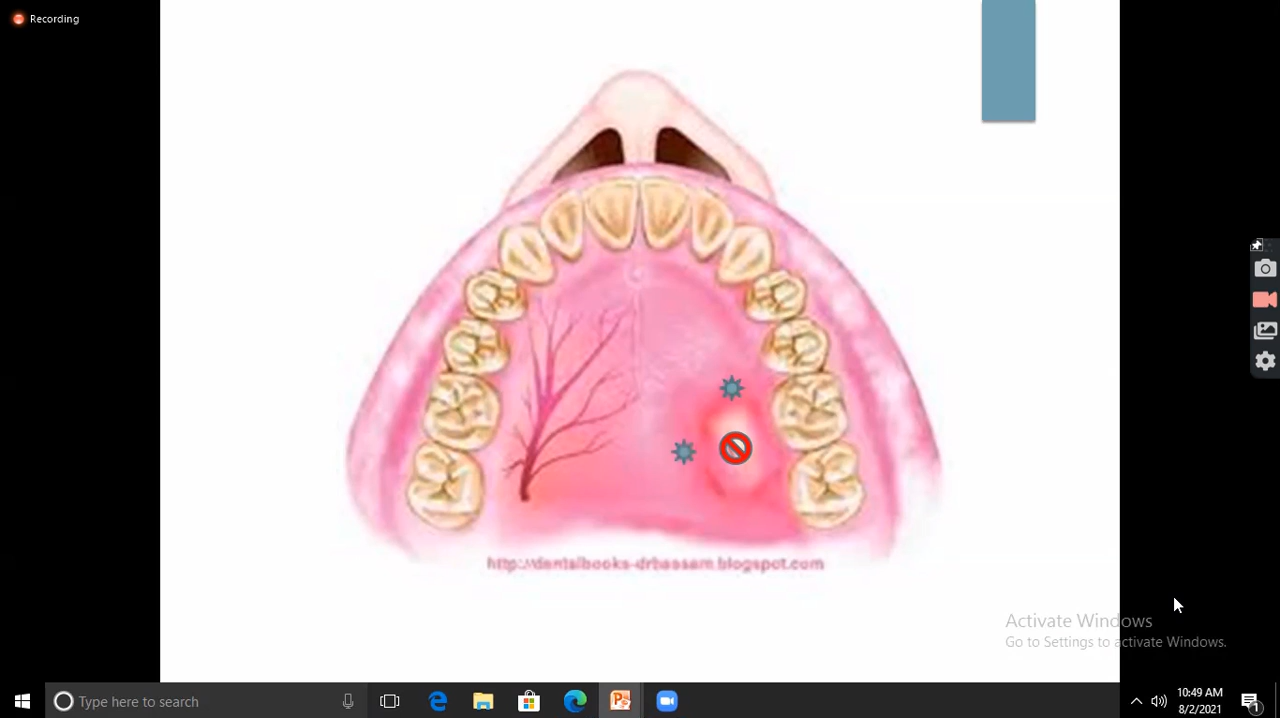 Recording
http://dentalbooks-drbassam.blogspot.com
Activate Windows
Go to Settings to activate Windows.
Type here to search
10:49 AM
8/2/2021
1